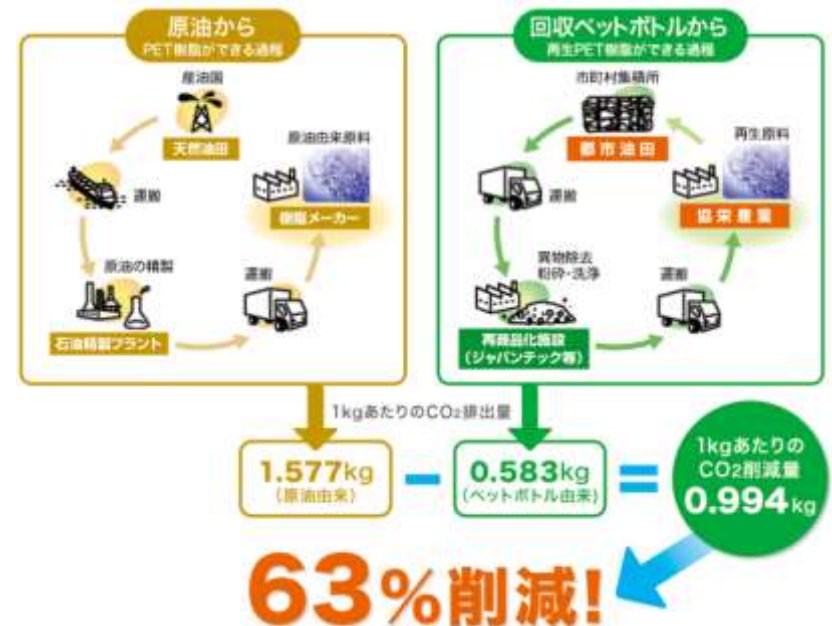 原油から
PET樹脂ができる過程
産油国
天然油田
運搬
原油の精製
石油精製プラント
運搬
原油由来原料
樹脂メーカー
回収ペットボトルから
再生PET樹脂ができる過程
市町村集積所
都市油田
運搬
異物除去
粉砕・洗浄
再商品化施設
(ジャパンテック等)
運搬
再生原料
協栄産業
1kgあたりのCO2排出量
1.577kg
(原油由来)
-
0.583kg
(ペットボトル由来)
=
1kgあたりの
CO2削減量
0.994kg
63%削減!